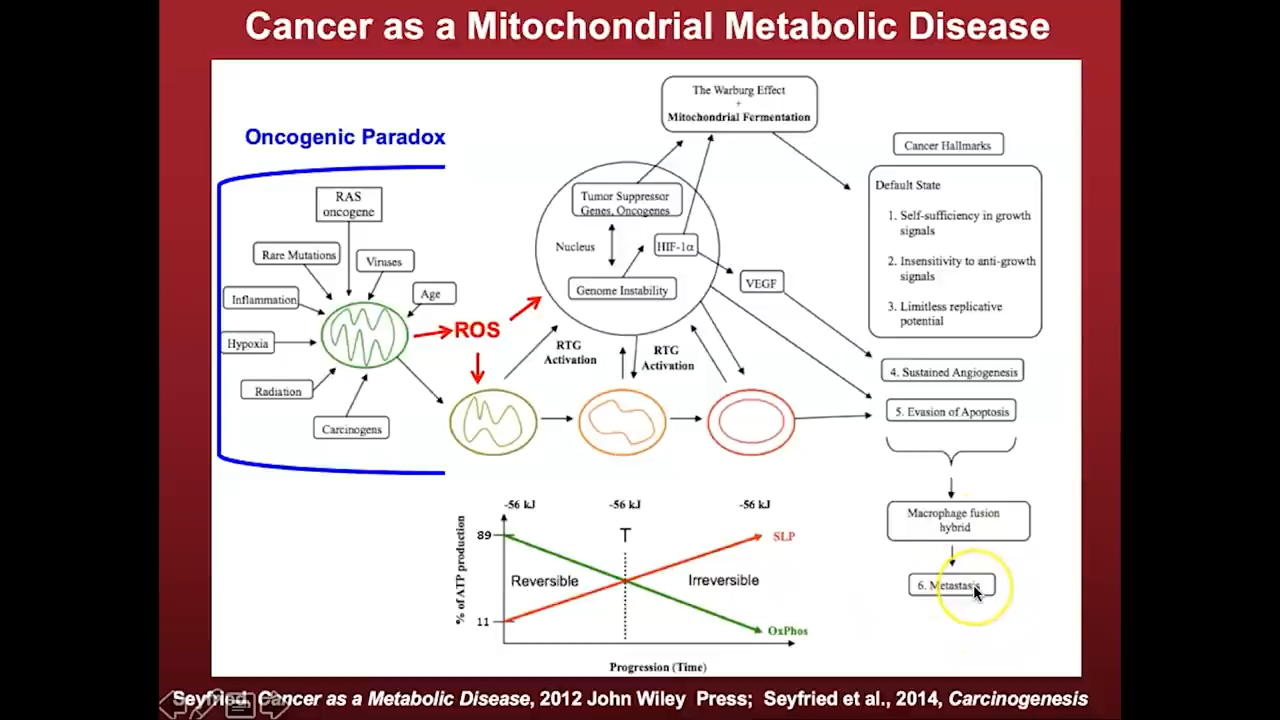 Cancer as a Mitochondrial Metabolic Disease
Oncogenic Paradox
RAS
oncogene
Rare Mutations
Viruses
Inflammation
Age
Hypoxia
Radiation
Carcinogens
ROS
The Warburg Effect
+
Mitochondrial Fermentation
Tumor Suppressor
Genes, Oncogenes
Nucleus
HIF-1α
Genome Instability
VEGF
RTG
Activation
RTG
Activation
Cancer Hallmarks
Default State
1. Self-sufficiency in growth
signals
2. Insensitivity to anti-growth
signals
3. Limitless replicative
potential
4. Sustained Angiogenesis
5. Evasion of Apoptosis
Macrophage fusion
hybrid
6. Metastasis
-56 kJ -56 kJ -56 kJ
% of ATP production
89
T
SLP
Reversible
Irreversible
11
OxPhos
Progression (Time)
Seyfried, Cancer as a Metabolic Disease, 2012 John Wiley Press; Seyfried et al., 2014, Carcinogenesis